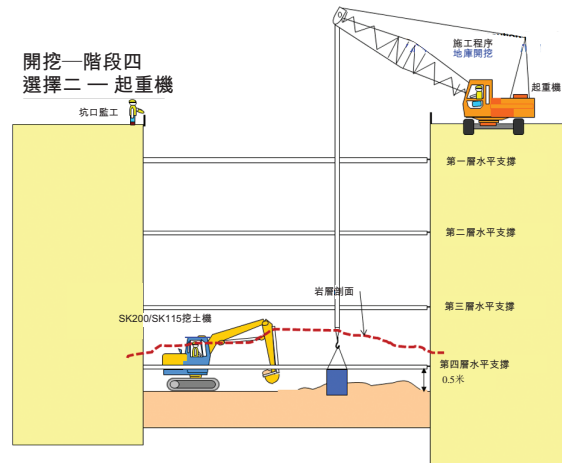 開挖—階段四
選擇二 — 起重機
坑口監工
施工程序
地庫開挖
起重機
第一層水平支撐
第二層水平支撐
岩層剖面
第三層水平支撐
SK200/SK115挖土機
第四層水平支撐
0.5米